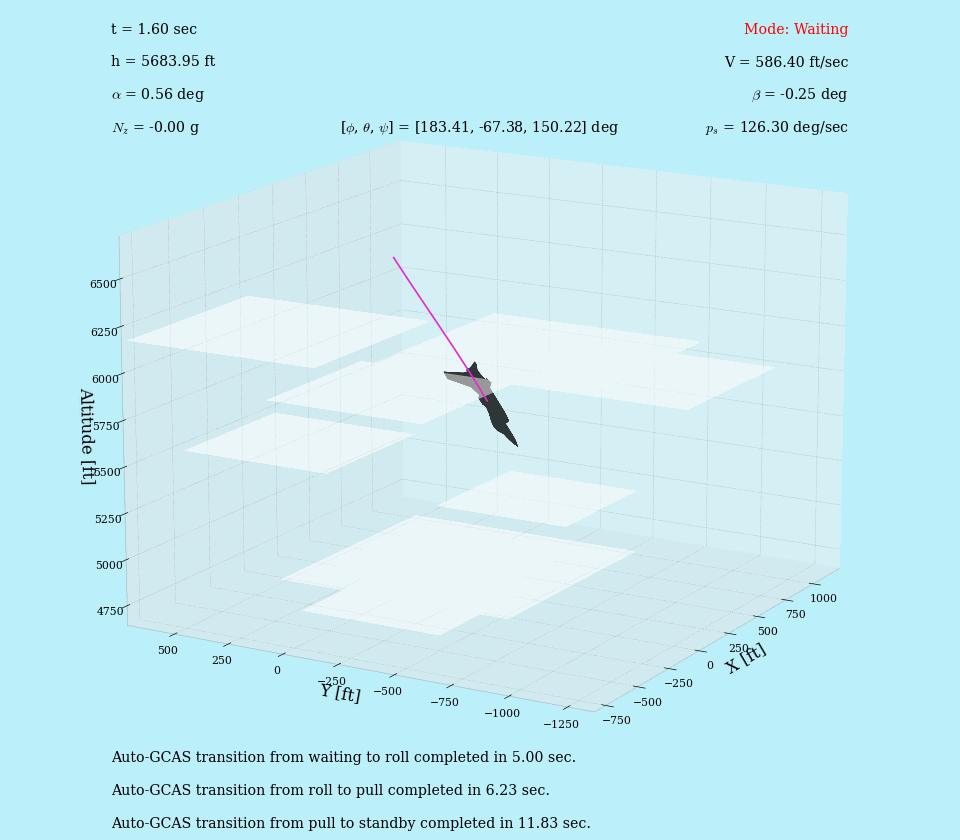 t = 1.60 sec
Mode: Waiting
h = 5683.95 ft
V = 586.40 ft/sec
α = 0.56 deg
β = -0.25 deg
N_z = -0.00 g
[ϕ, θ, ψ] = [183.41, -67.38, 150.22] deg
p_s = 126.30 deg/sec
6500
6250
6000
5750
5500
5250
5000
4750
Altitude [ft]
500
250
0
−250
−500
−750
−1000
−1250
Y [ft]
1000
750
500
250
0
−250
−500
−750
X [ft]
Auto-GCAS transition from waiting to roll completed in 5.00 sec.
Auto-GCAS transition from roll to pull completed in 6.23 sec.
Auto-GCAS transition from pull to standby completed in 11.83 sec.